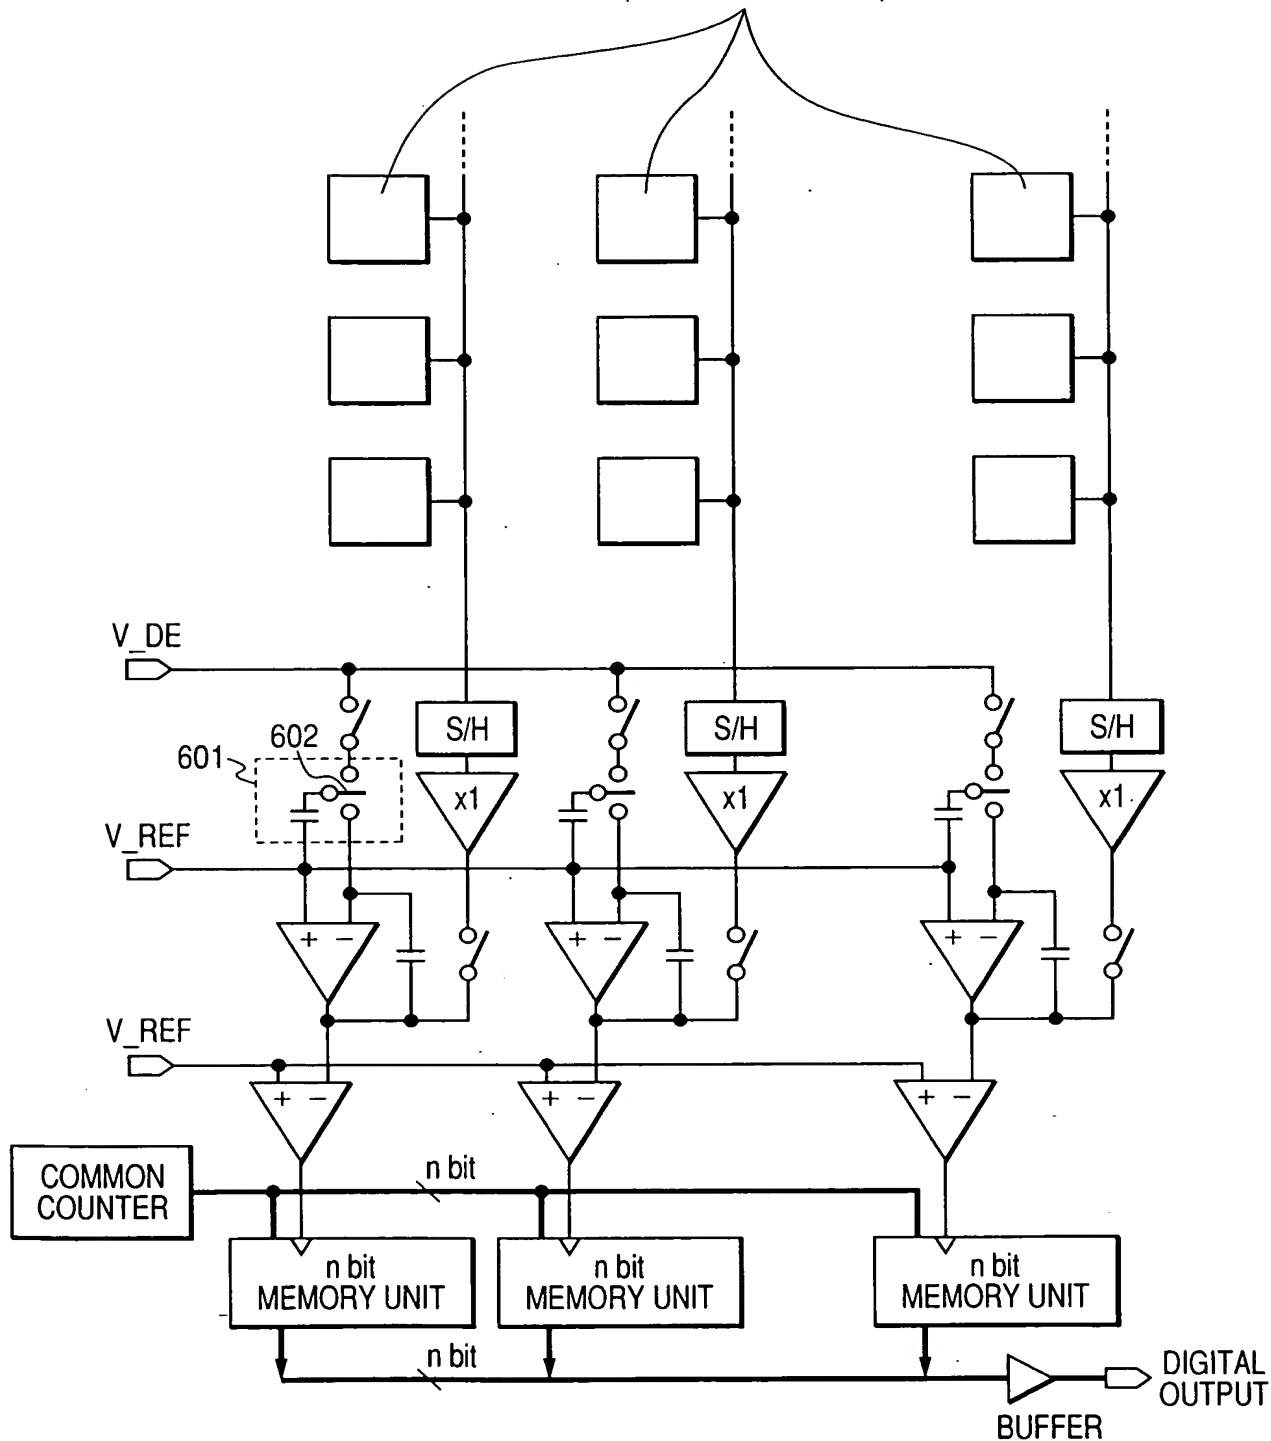 V_DE
S/H
S/H
S/H
602
601
x1
x1
x1
V_REF
+ −
+ −
+ −
V_REF
+ −
+ −
+ −
COMMON
COUNTER
n bit
n bit
MEMORY UNIT
n bit
MEMORY UNIT
n bit
MEMORY UNIT
n bit
DIGITAL
OUTPUT
BUFFER